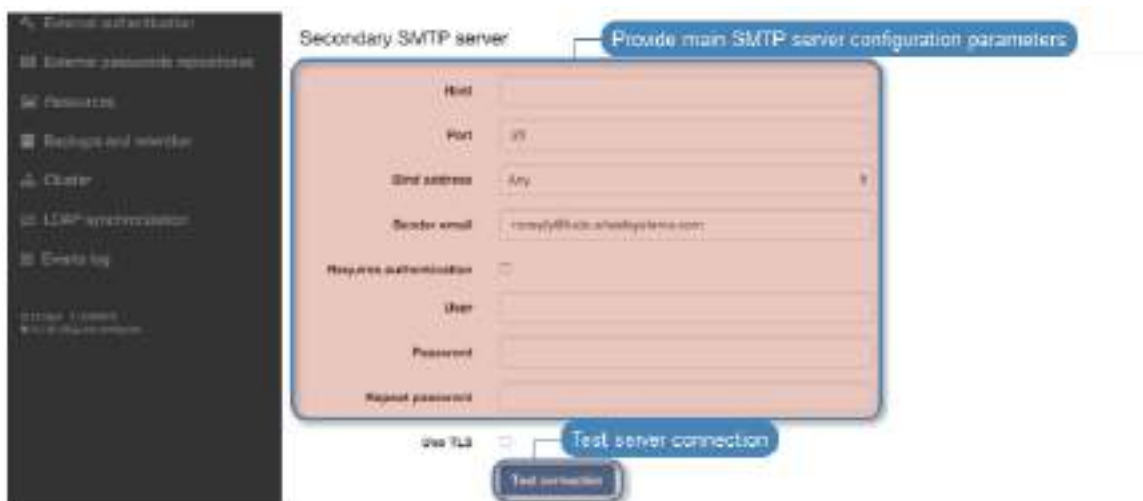 External authentication
External passwords repositories
Resources
Backups and retention
Cluster
LDAP synchronization
Events log
Secondary SMTP server
Provide main SMTP server configuration parameters
Host
Port
Bind address
Any
Sender email
Requires authentication
User
Password
Repeat password
Use TLS
Test server connection
Test connection